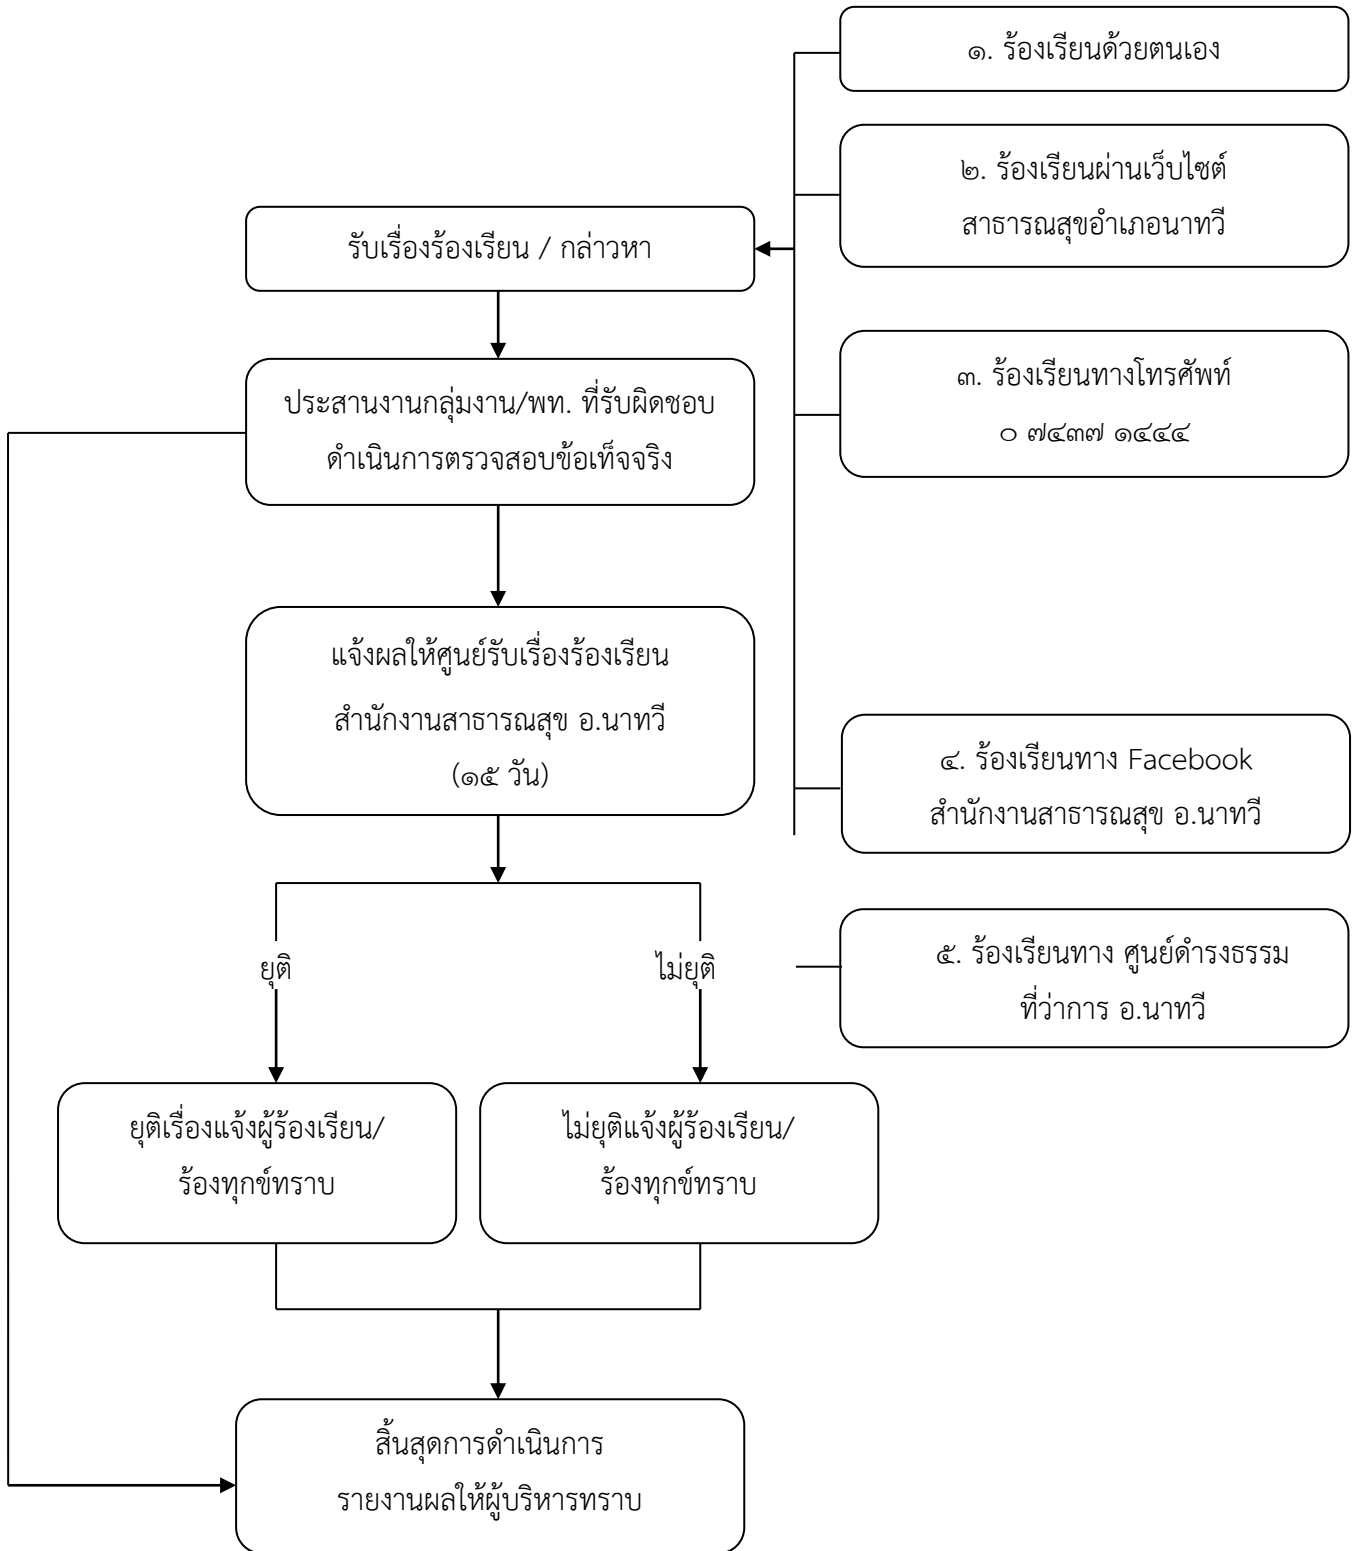 ๑. ร้องเรียนด้วยตนเอง
๒. ร้องเรียนผ่านเว็บไซต์
สาธารณสุขอำเภอนาทวี
รับเรื่องร้องเรียน / กล่าวหา
๓. ร้องเรียนทางโทรศัพท์
๐ ๗๔๓๗ ๑๔๔๔
ประสานงานกลุ่มงาน/พท. ที่รับผิดชอบ
ดำเนินการตรวจสอบข้อเท็จจริง
แจ้งผลให้ศูนย์รับเรื่องร้องเรียน
สำนักงานสาธารณสุข อ.นาทวี
(๑๕ วัน)
๔. ร้องเรียนทาง Facebook
สำนักงานสาธารณสุข อ.นาทวี
๕. ร้องเรียนทาง ศูนย์ดำรงธรรม
ที่ว่าการ อ.นาทวี
ยุติ
ไม่ยุติ
ยุติเรื่องแจ้งผู้ร้องเรียน/
ร้องทุกข์ทราบ
ไม่ยุติแจ้งผู้ร้องเรียน/
ร้องทุกข์ทราบ
สิ้นสุดการดำเนินการ
รายงานผลให้ผู้บริหารทราบ